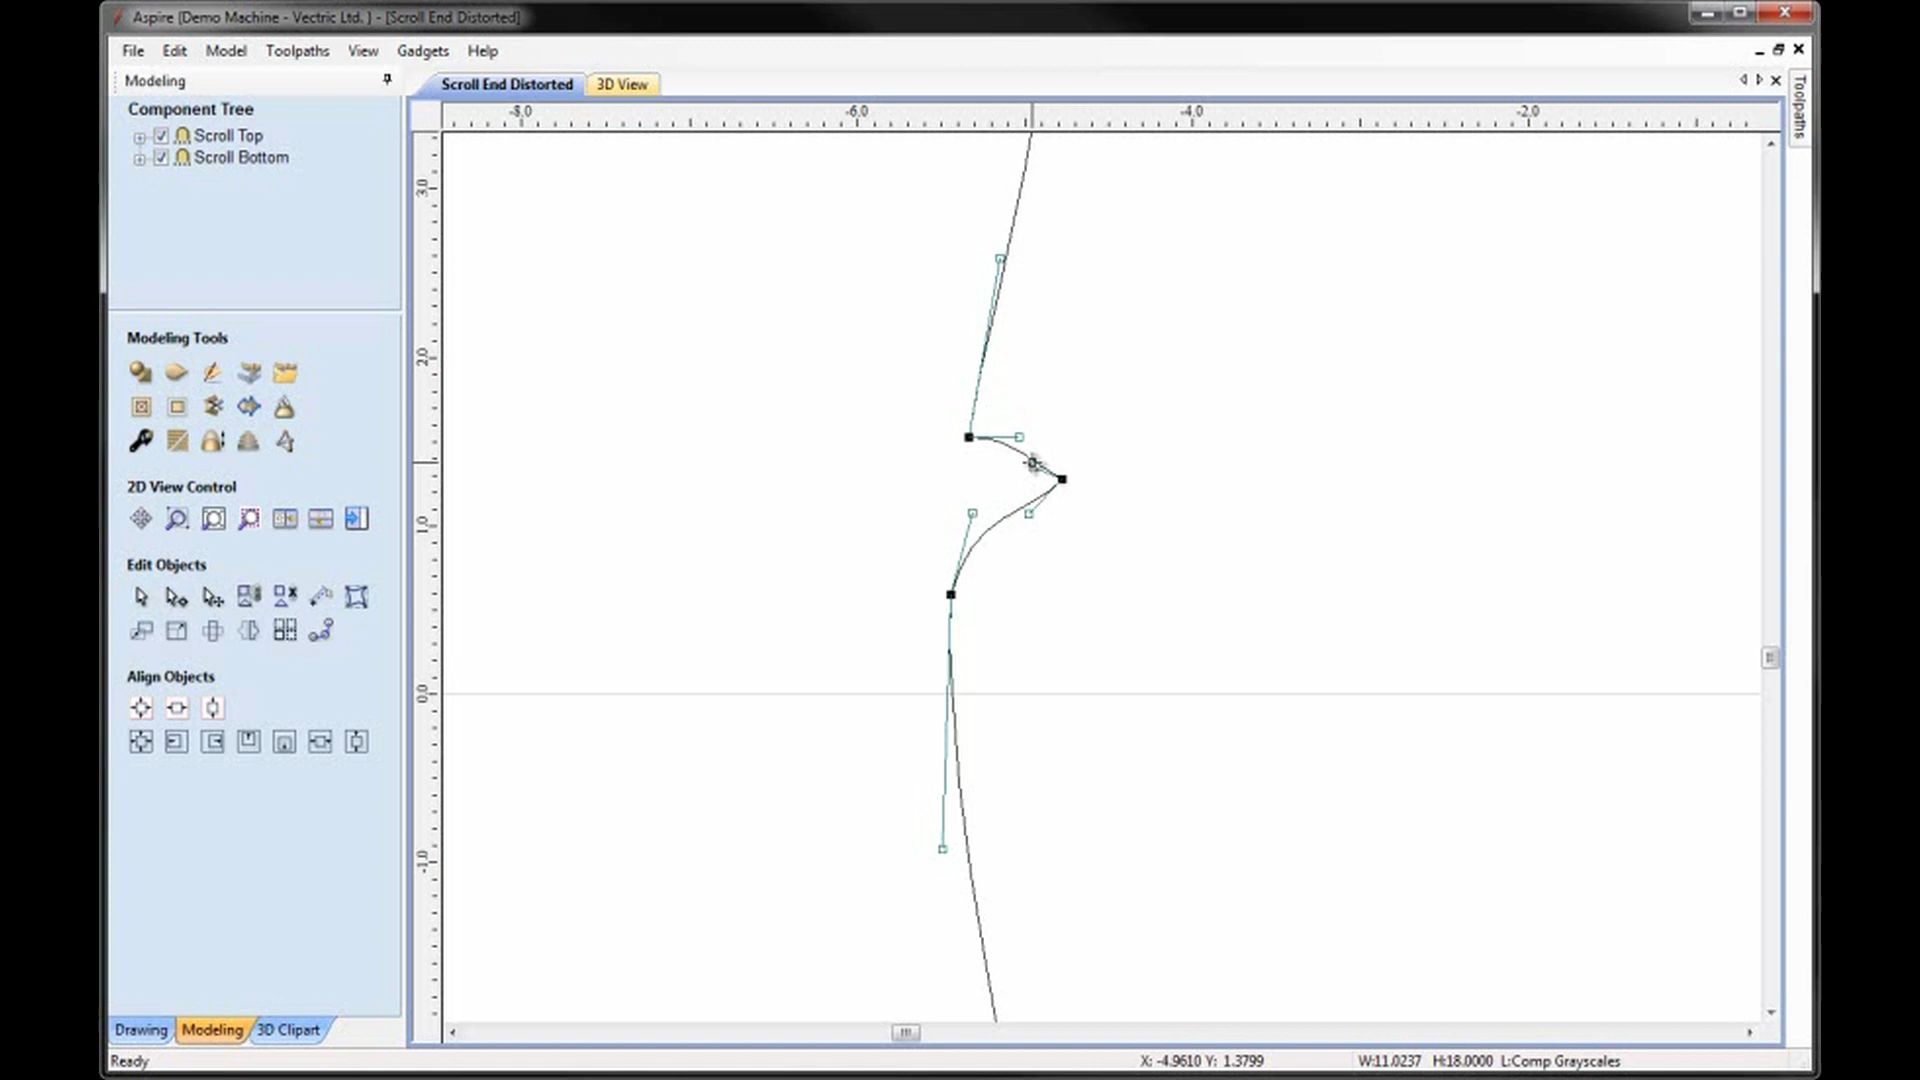 Aspire (Demo Machine - Vectric Ltd. ) - [Scroll End Distorted]
File Edit Model Toolpaths View Gadgets Help
Modeling
Scroll End Distorted 3D View
Toolpaths
Component Tree
Scroll Top
Scroll Bottom
-8.0 -6.0 -4.0 -2.0
3.0
2.0
1.0
0.0
-1.0
Modeling Tools
2D View Control
Edit Objects
Align Objects
Drawing Modeling 3D Clipart
Ready X: -4.9610 Y: 1.3799 W:11.0237 H:18.0000 L:Comp Grayscales